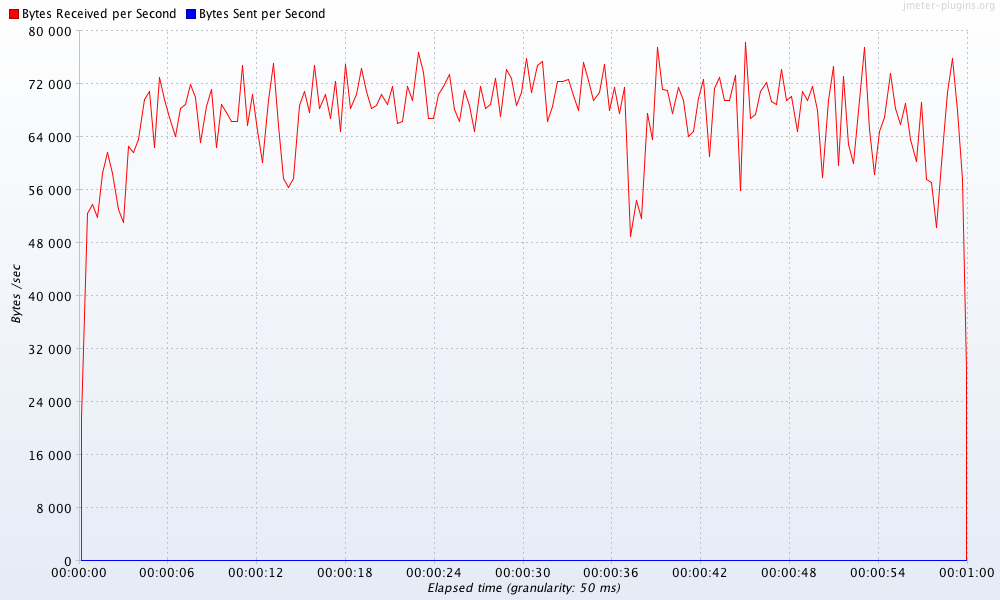 jmeter-plugins.org
Bytes Received per Second Bytes Sent per Second
80 000
72 000
64 000
56 000
48 000
40 000
32 000
24 000
16 000
8 000
0
Bytes /sec
00:00:00 00:00:06 00:00:12 00:00:18 00:00:24 00:00:30 00:00:36 00:00:42 00:00:48 00:00:54 00:01:00
Elapsed time (granularity: 50 ms)